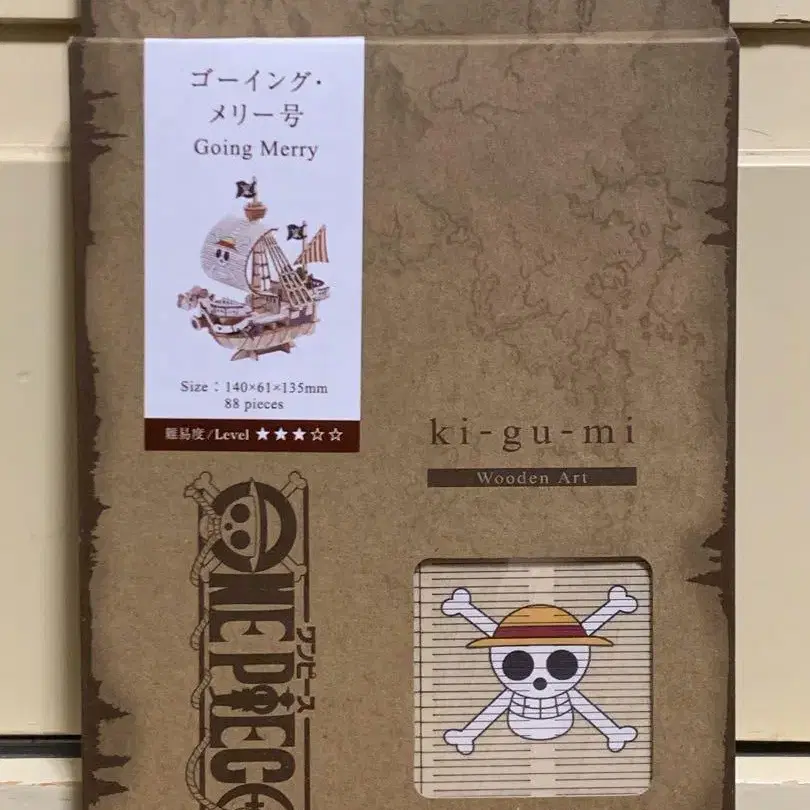 ゴーイング・
メリー号
Going Merry
Size：140×61×135mm
88 pieces
難易度/Level ★★★☆☆
ki-gu-mi
Wooden Art
ONE PIEC
ワンピース